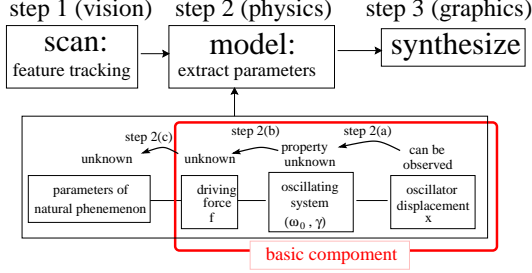 step 1 (vision)
step 2 (physics)
step 3 (graphics)
scan:
feature tracking
model:
extract parameters
synthesize
step 2(c)
step 2(b)
step 2(a)
unknown
unknown
property
unknown
can be
observed
parameters of
natural phenemenon
driving
force
f
oscillating
system
(ω₀ , γ)
oscillator
displacement
x
basic compoment